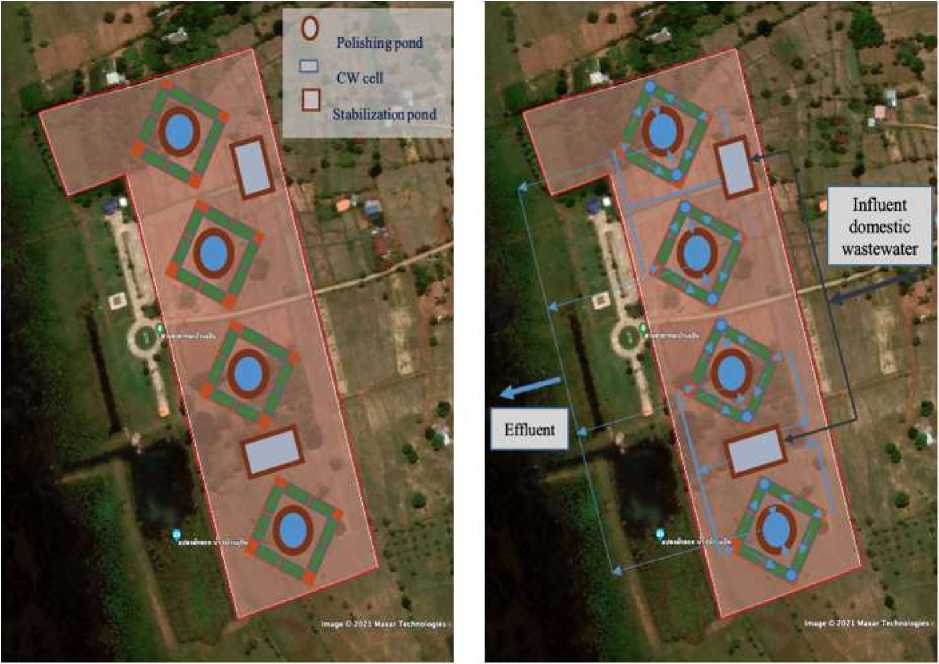 Polishing pond
CW cell
Stabilization pond
Image © 2021 Maxar Technologies
Influent
domestic
wastewater
Effluent
Image © 2021 Maxar Technologies